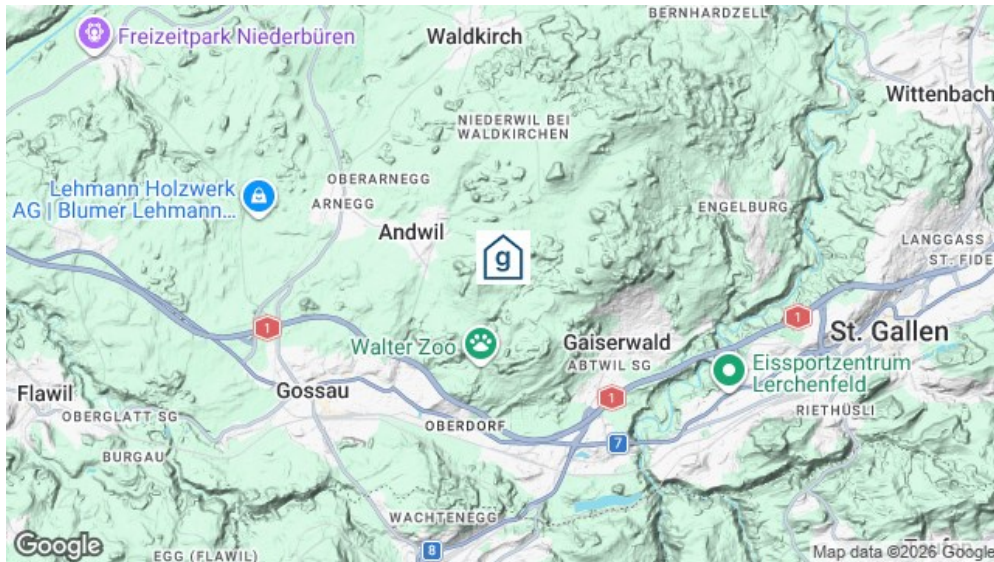 BERNHARDZELL
Freizeitpark Niederbüren
Waldkirch
Wittenbach
NIEDERWIL BEI
WALDKIRCHEN
OBERARNEGG
Lehmann Holzwerk
AG | Blumer Lehmann...
ARNEGG
ENGELBURG
Andwil
LANGGASS
ST. FIDE
g
1
1
St. Gallen
Walter Zoo
Gaiserwald
ABTWIL SG
Eissportzentrum
Lerchenfeld
Flawil
Gossau
1
OBERGLATT SG
OBERDORF
RIETHÜSLI
7
BURGAU
WACHTENEGG
8
Google
EGG (FLAWIL)
Map data ©2026 Google